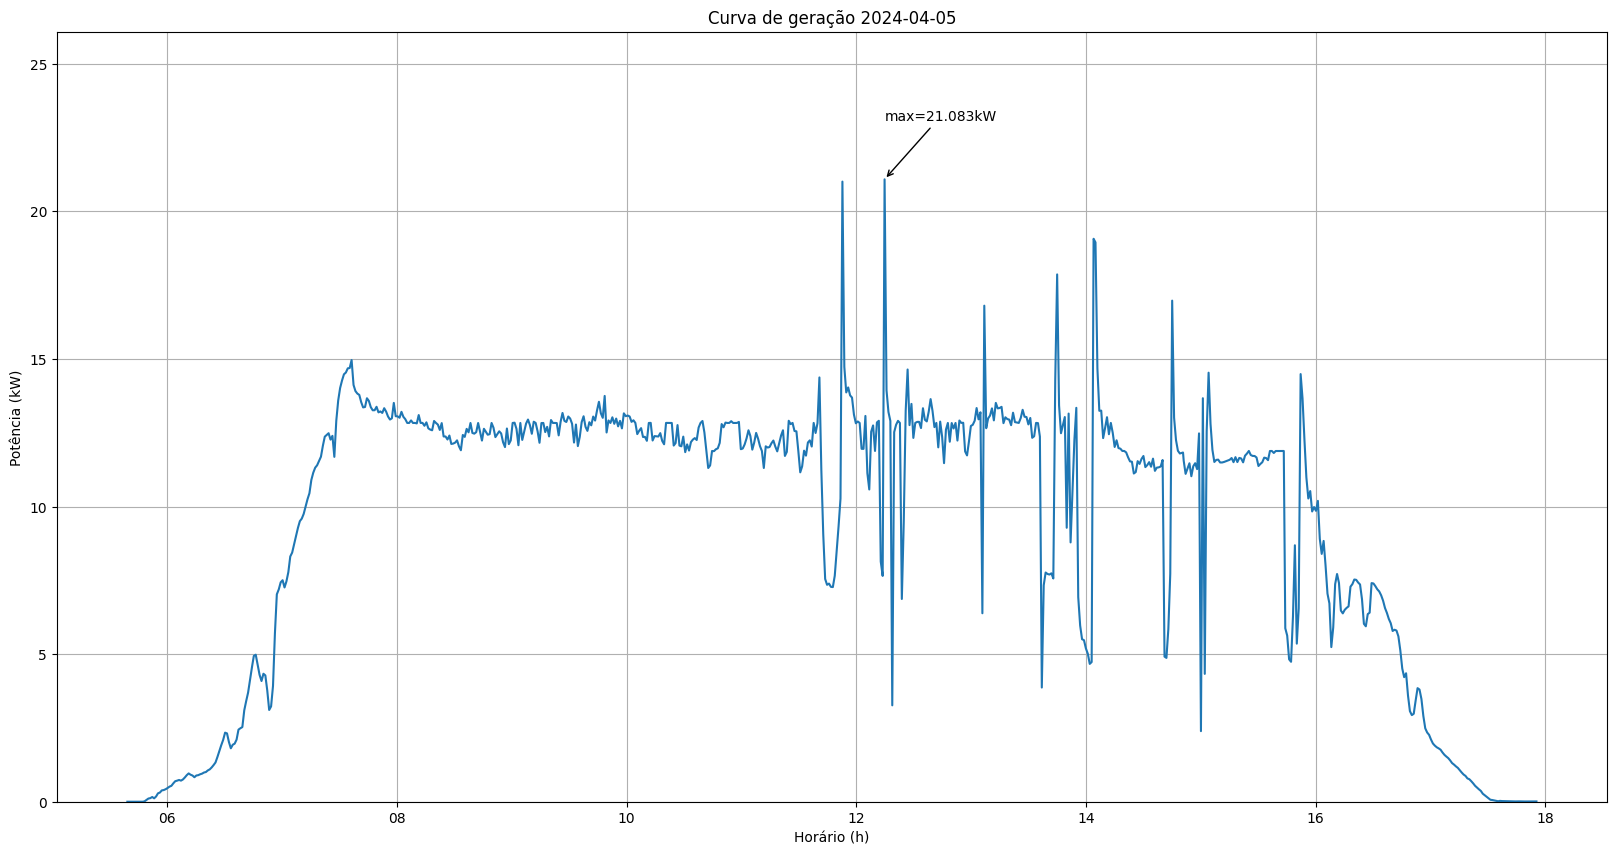 Curva de geração 2024-04-05
25
20
15
10
5
0
Potência (kW)
max=21.083kW
06 08 10 12 14 16 18
Horário (h)